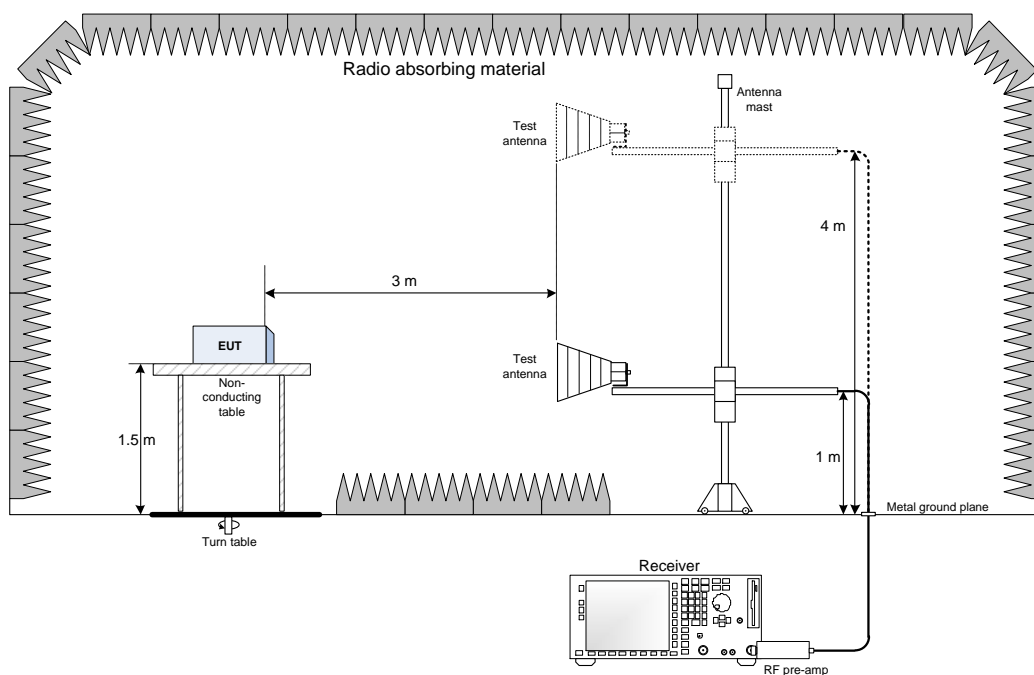 Radio absorbing material
Antenna
mast
Test
antenna
4 m
3 m
EUT
Test
antenna
Non-
conducting
table
1.5 m
1 m
Metal ground plane
Turn table
Receiver
RF pre-amp